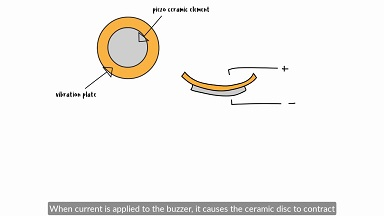 piezo ceramic element
vibration plate
+
−
When current is applied to the buzzer, it causes the ceramic disc to contract